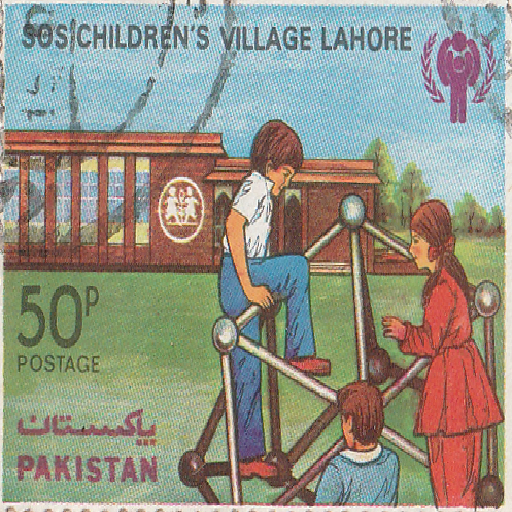 SOS CHILDREN'S VILLAGE LAHORE
50P
POSTAGE
پاکستان
PAKISTAN